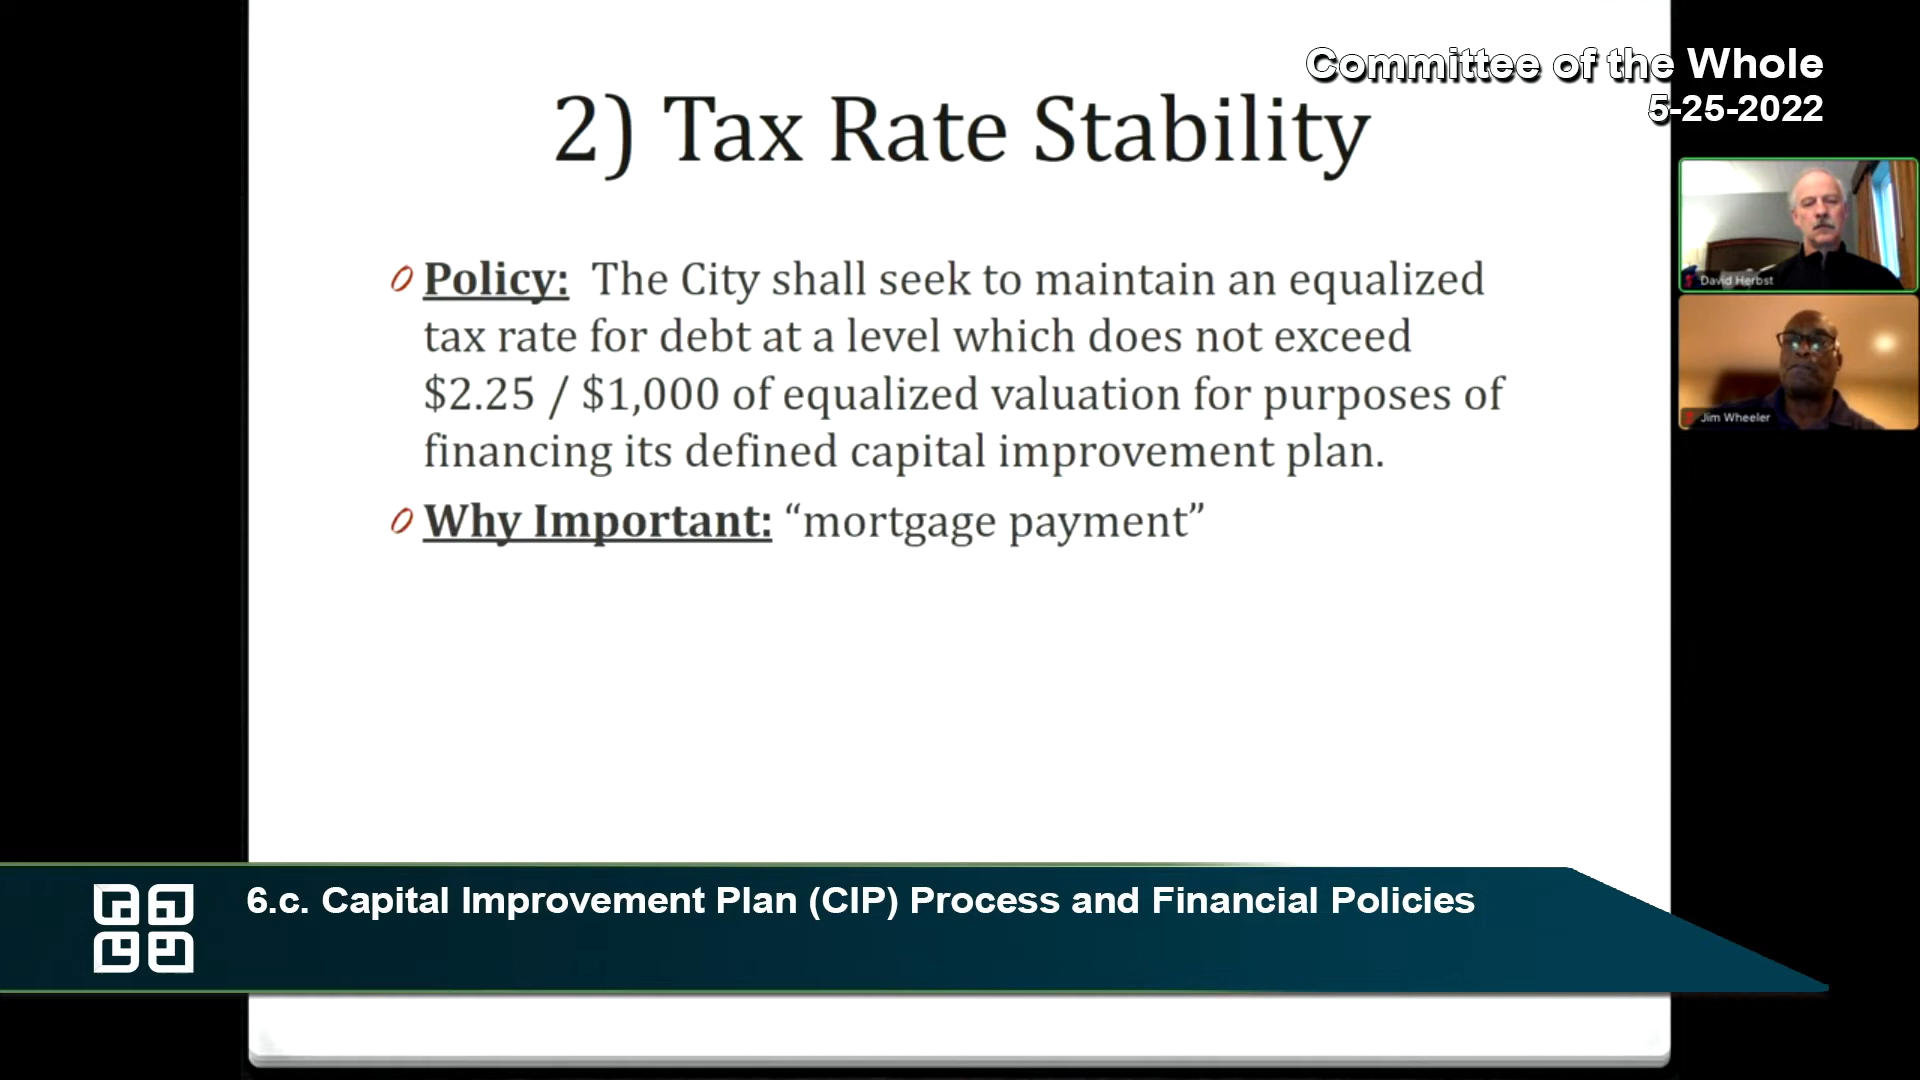 Committee of the Whole
5-25-2022
2) Tax Rate Stability
Policy: The City shall seek to maintain an equalized
tax rate for debt at a level which does not exceed
$2.25 / $1,000 of equalized valuation for purposes of
financing its defined capital improvement plan.
Why Important: “mortgage payment”
David Herbst
Jim Wheeler
6.c. Capital Improvement Plan (CIP) Process and Financial Policies